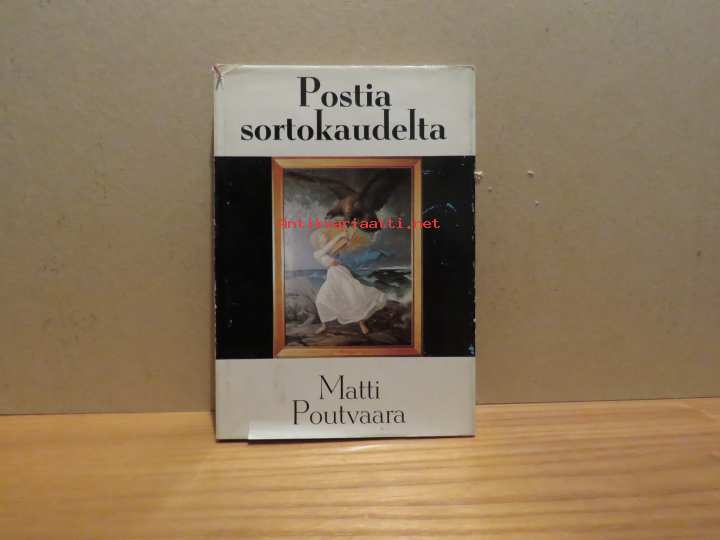 Postia
sortokaudelta
Antikvariaatti.net
Matti
Poutvaara